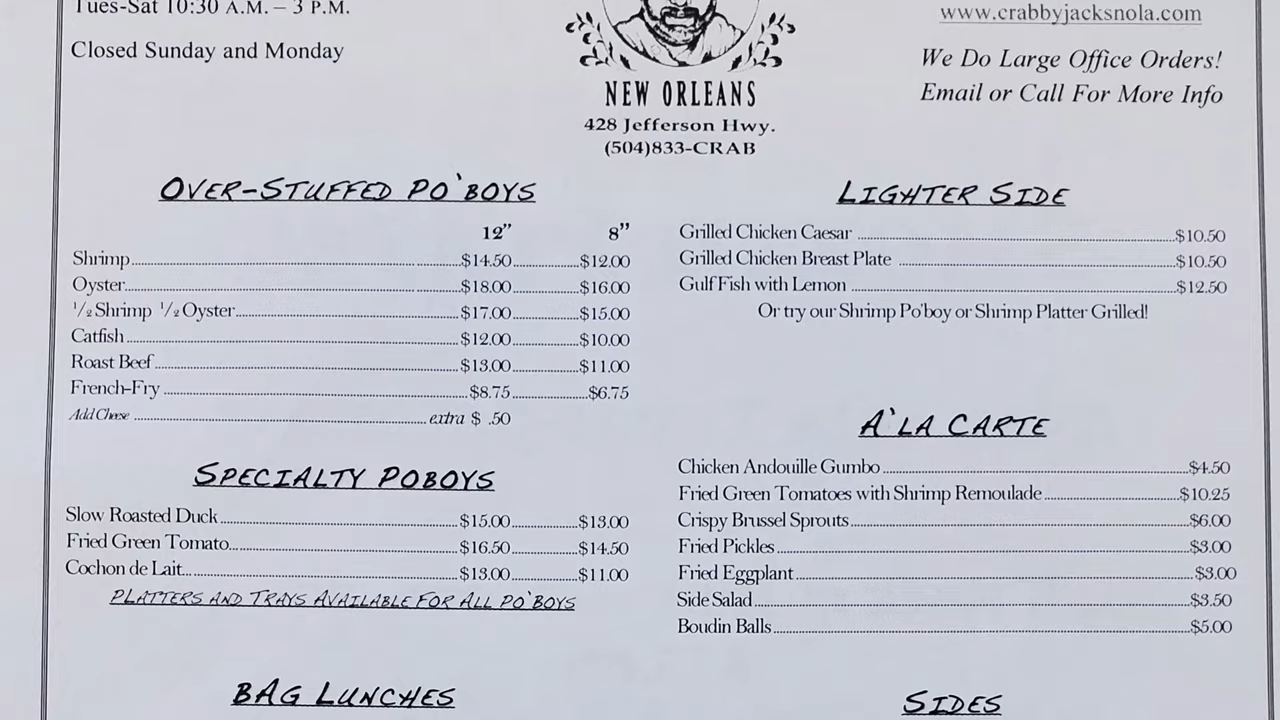 Tues-Sat 10:30 A.M. – 3 P.M.
Closed Sunday and Monday
NEW ORLEANS
428 Jefferson Hwy.
(504)833-CRAB
www.crabbyjacksnola.com
We Do Large Office Orders!
Email or Call For More Info
OVER-STUFFED PO'BOYS
12” 8”
Shrimp $14.50 $12.00
Oyster $18.00 $16.00
½ Shrimp ½ Oyster $17.00 $15.00
Catfish $12.00 $10.00
Roast Beef $13.00 $11.00
French-Fry $8.75 $6.75
Add Cheese extra $ .50
SPECIALTY POBOYS
Slow Roasted Duck $15.00 $13.00
Fried Green Tomato $16.50 $14.50
Cochon de Lait $13.00 $11.00
PLATTERS AND TRAYS AVAILABLE FOR ALL PO'BOYS
BAG LUNCHES
LIGHTER SIDE
Grilled Chicken Caesar $10.50
Grilled Chicken Breast Plate $10.50
Gulf Fish with Lemon $12.50
Or try our Shrimp Po'boy or Shrimp Platter Grilled!
A'LA CARTE
Chicken Andouille Gumbo $4.50
Fried Green Tomatoes with Shrimp Remoulade $10.25
Crispy Brussel Sprouts $6.00
Fried Pickles $3.00
Fried Eggplant $3.00
Side Salad $3.50
Boudin Balls $5.00
SIDES